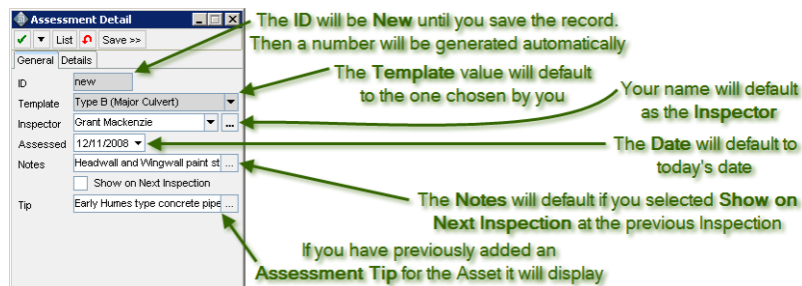 Assessment Detail
List Save >>
General Details
ID new
Template Type B (Major Culvert)
Inspector Grant Mackenzie ...
Assessed 12/11/2008
Notes Headwall and Wingwall paint st ...
Show on Next Inspection
Tip Early Humes type concrete pipe ...
The ID will be New until you save the record.
Then a number will be generated automatically
The Template value will default
to the one chosen by you
Your name will default
as the Inspector
The Date will default to
today's date
The Notes will default if you selected Show on
Next Inspection at the previous Inspection
If you have previously added an
Assessment Tip for the Asset it will display